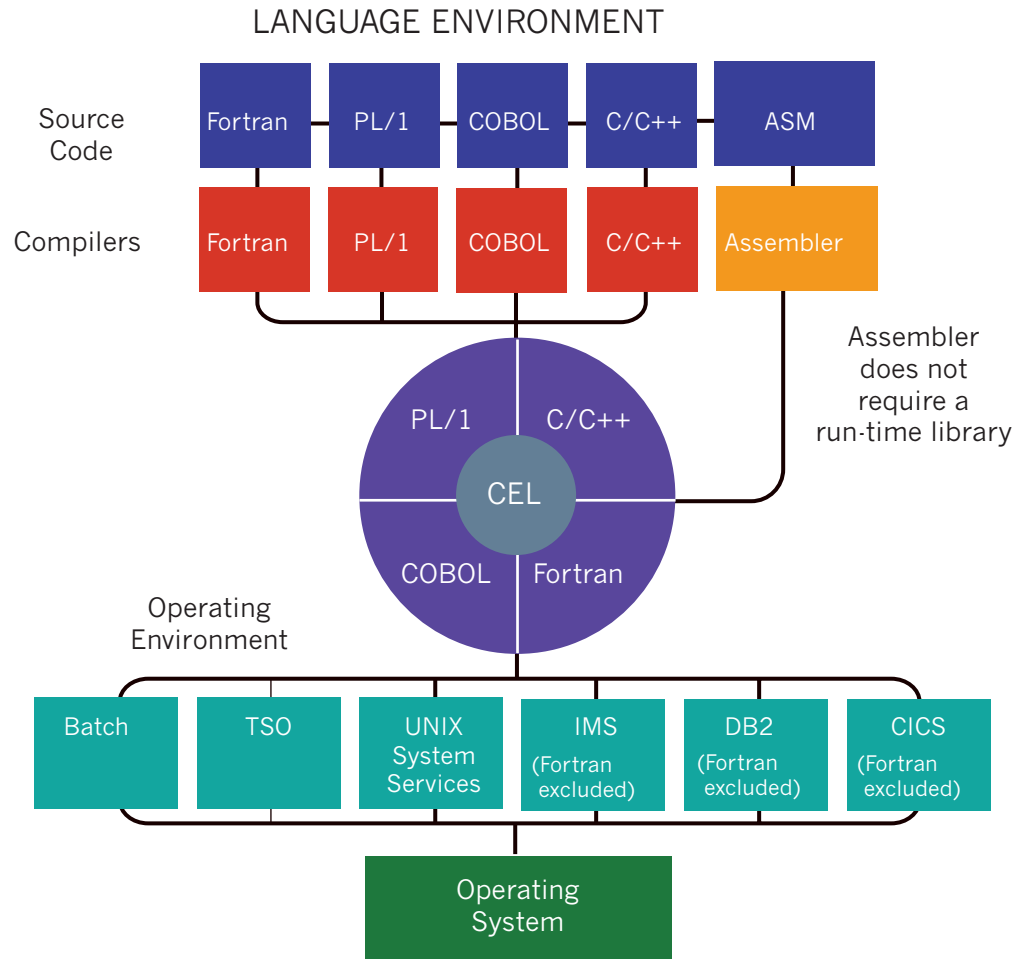 LANGUAGE ENVIRONMENT
Source
Code
Fortran
PL/1
COBOL
C/C++
ASM
Compilers
Fortran
PL/1
COBOL
C/C++
Assembler
Assembler
does not
require a
run-time library
PL/1
C/C++
CEL
COBOL
Fortran
Operating
Environment
Batch
TSO
UNIX
System
Services
IMS
(Fortran
excluded)
DB2
(Fortran
excluded)
CICS
(Fortran
excluded)
Operating
System